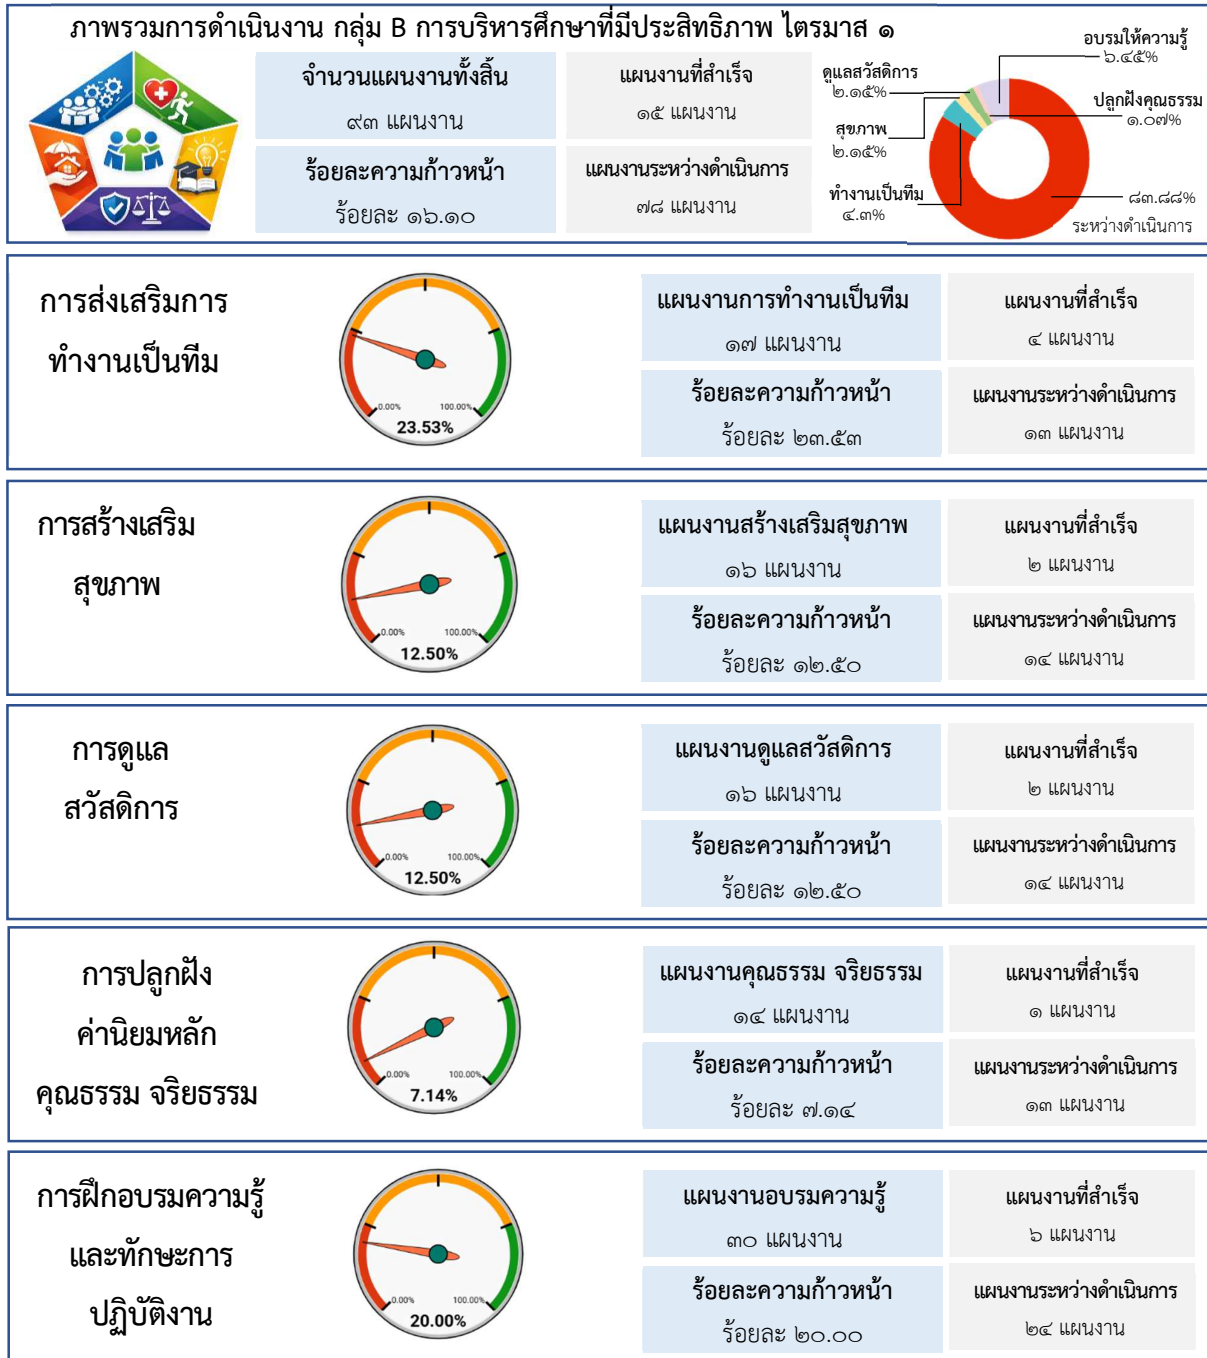 ภาพรวมการดำเนินงาน กลุ่ม B การบริหารศึกษาที่มีประสิทธิภาพ ไตรมาส ๑
จำนวนแผนงานทั้งสิ้น
๙๓ แผนงาน
แผนงานที่สำเร็จ
๑๕ แผนงาน
ร้อยละความก้าวหน้า
ร้อยละ ๑๖.๑๐
แผนงานระหว่างดำเนินการ
๗๘ แผนงาน
อบรมให้ความรู้
๖.๔๕%
ดูแลสวัสดิการ
๒.๑๕%
ปลูกฝังคุณธรรม
๑.๐๗%
สุขภาพ
๒.๑๕%
ทำงานเป็นทีม
๔.๓%
๘๓.๘๘%
ระหว่างดำเนินการ
การส่งเสริมการ
ทำงานเป็นทีม
0.00%
100.00%
23.53%
แผนงานการทำงานเป็นทีม
๑๗ แผนงาน
แผนงานที่สำเร็จ
๔ แผนงาน
ร้อยละความก้าวหน้า
ร้อยละ ๒๓.๕๓
แผนงานระหว่างดำเนินการ
๑๓ แผนงาน
การสร้างเสริม
สุขภาพ
0.00%
100.00%
12.50%
แผนงานสร้างเสริมสุขภาพ
๑๖ แผนงาน
แผนงานที่สำเร็จ
๒ แผนงาน
ร้อยละความก้าวหน้า
ร้อยละ ๑๒.๕๐
แผนงานระหว่างดำเนินการ
๑๔ แผนงาน
การดูแล
สวัสดิการ
0.00%
100.00%
12.50%
แผนงานดูแลสวัสดิการ
๑๖ แผนงาน
แผนงานที่สำเร็จ
๒ แผนงาน
ร้อยละความก้าวหน้า
ร้อยละ ๑๒.๕๐
แผนงานระหว่างดำเนินการ
๑๔ แผนงาน
การปลูกฝัง
ค่านิยมหลัก
คุณธรรม จริยธรรม
0.00%
100.00%
7.14%
แผนงานคุณธรรม จริยธรรม
๑๔ แผนงาน
แผนงานที่สำเร็จ
๑ แผนงาน
ร้อยละความก้าวหน้า
ร้อยละ ๗.๑๔
แผนงานระหว่างดำเนินการ
๑๓ แผนงาน
การฝึกอบรมความรู้
และทักษะการ
ปฏิบัติงาน
0.00%
100.00%
20.00%
แผนงานอบรมความรู้
๓๐ แผนงาน
แผนงานที่สำเร็จ
๖ แผนงาน
ร้อยละความก้าวหน้า
ร้อยละ ๒๐.๐๐
แผนงานระหว่างดำเนินการ
๒๔ แผนงาน